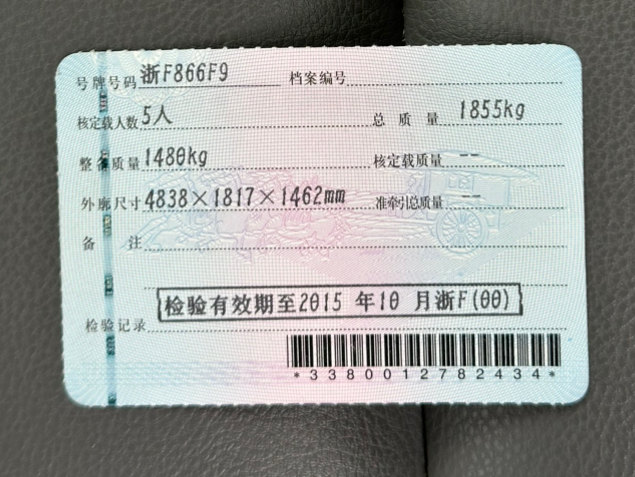 号牌号码 浙F866F9 档案编号
核定载人数 5人 总质量 1855kg
整备质量 1480kg 核定载质量 --
外廓尺寸 4838×1817×1462mm 准牵引总质量 --
备注
检验有效期至2015 年10 月浙F(00)
检验记录
*3380012782434*